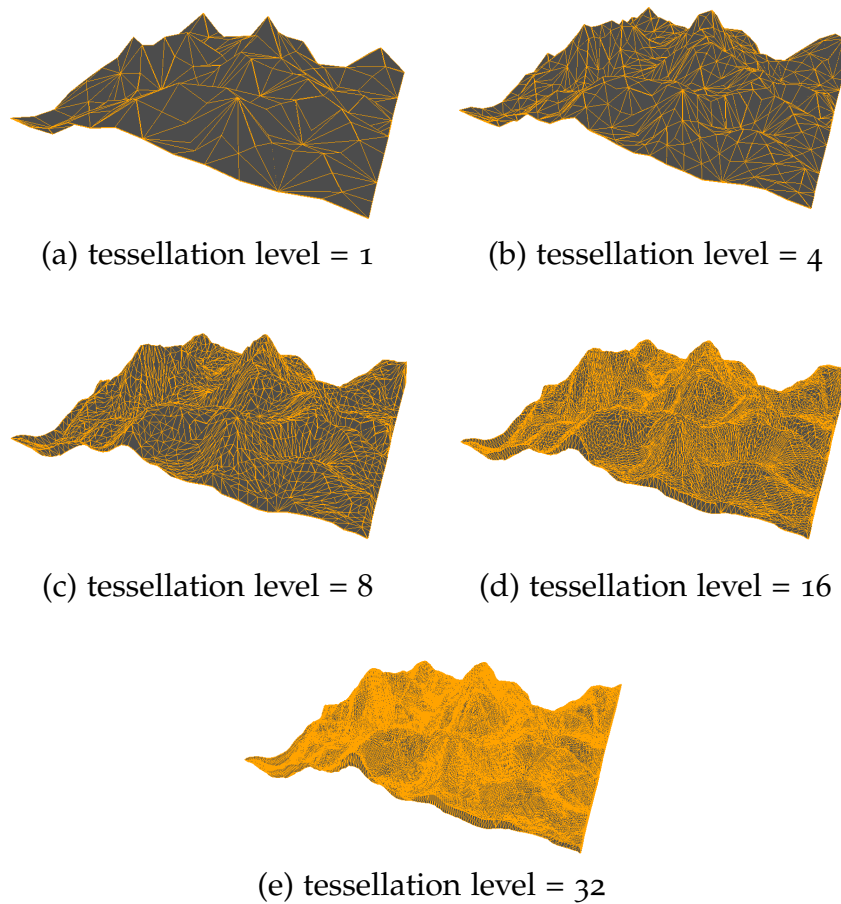 (a) tessellation level = 1
(b) tessellation level = 4
(c) tessellation level = 8
(d) tessellation level = 16
(e) tessellation level = 32